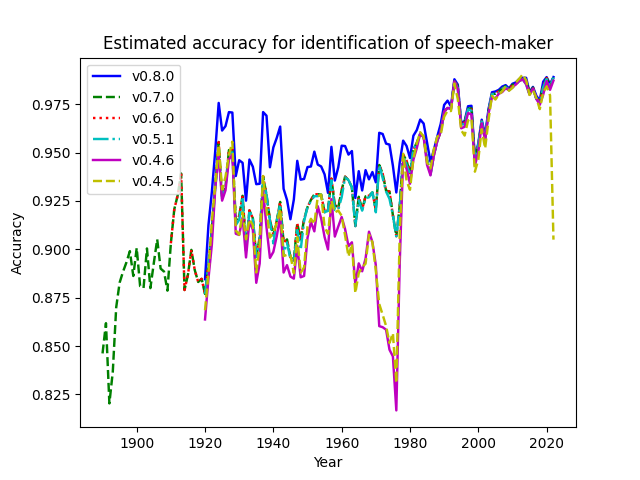 Estimated accuracy for identification of speech-maker
v0.8.0
v0.7.0
v0.6.0
v0.5.1
v0.4.6
v0.4.5
Accuracy
0.975
0.950
0.925
0.900
0.875
0.850
0.825
1900 1920 1940 1960 1980 2000 2020
Year